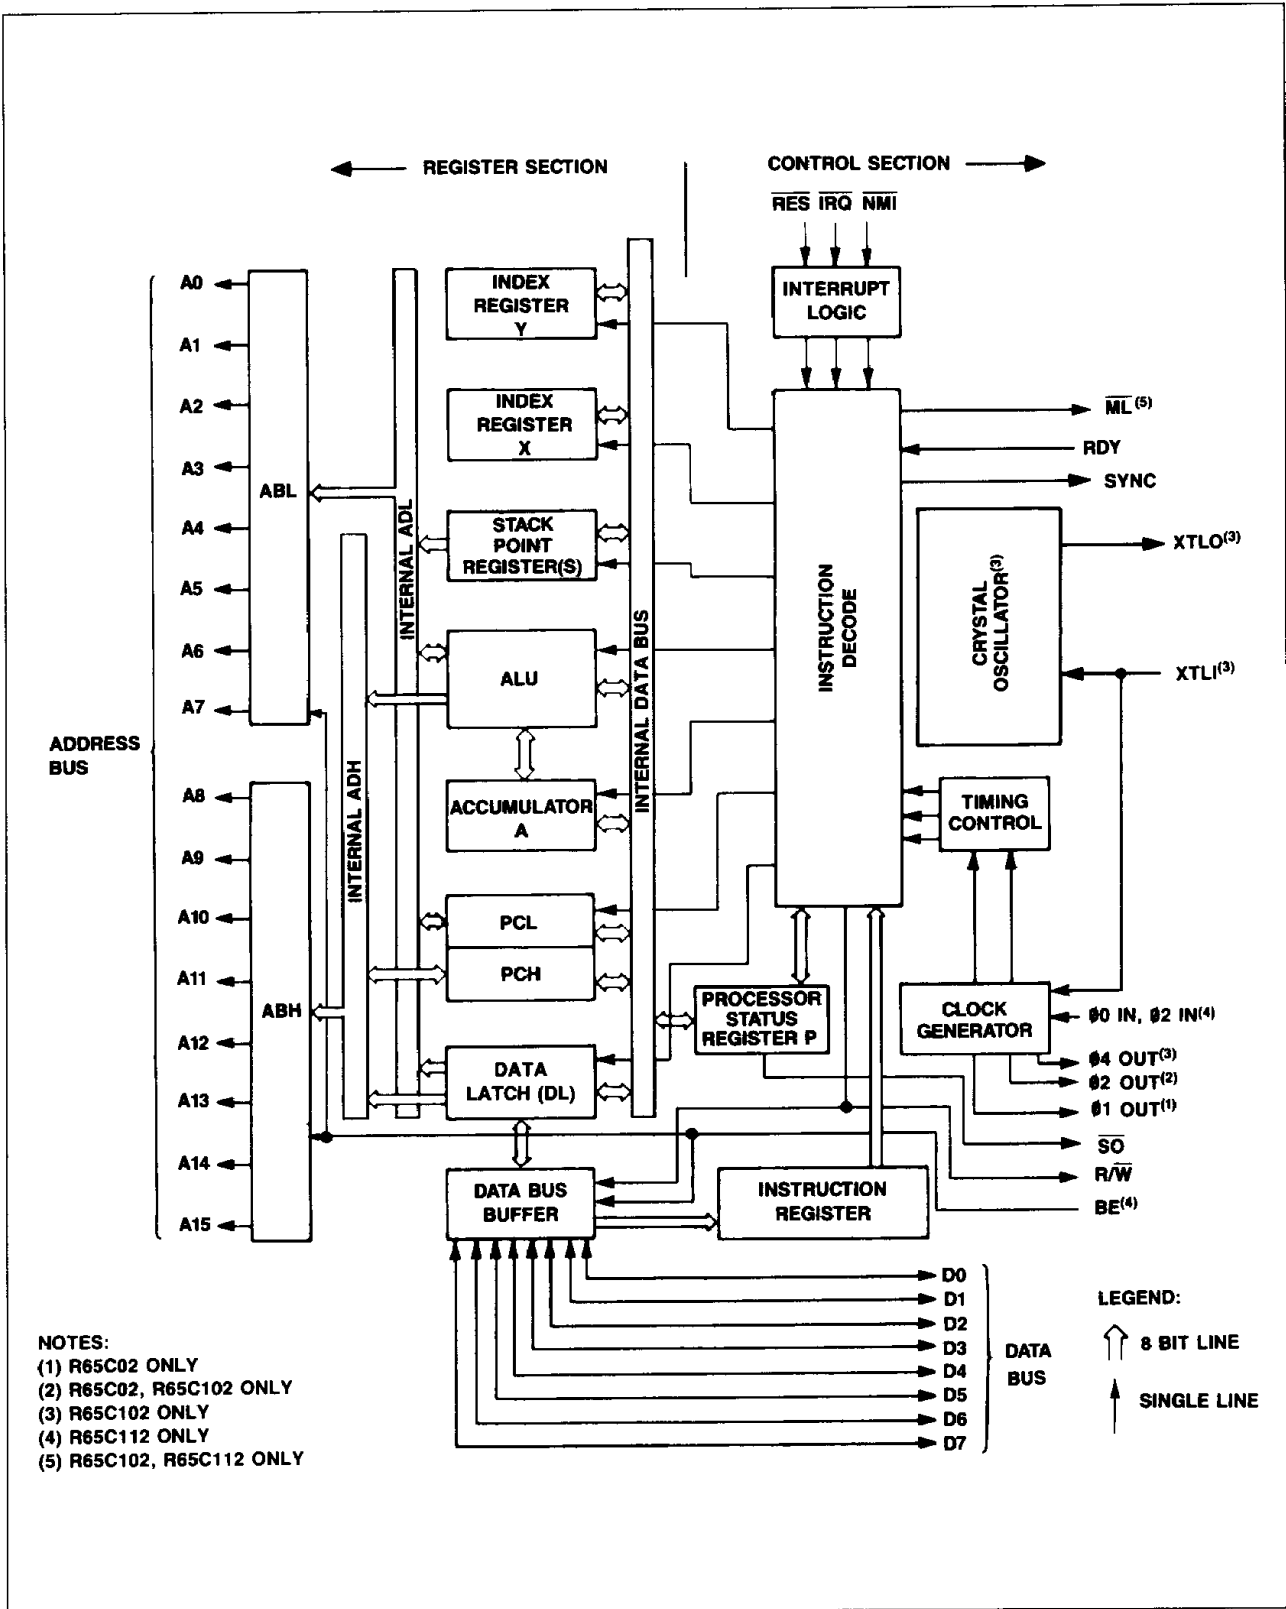 REGISTER SECTION
CONTROL SECTION
RES IRQ NMI
INTERRUPT
LOGIC
A0
A1
A2
A3
A4
A5
A6
A7
ADDRESS
BUS
A8
A9
A10
A11
A12
A13
A14
A15
ABL
ABH
INTERNAL ADH
INTERNAL ADL
INDEX
REGISTER
Y
INDEX
REGISTER
X
STACK
POINT
REGISTER(S)
ALU
ACCUMULATOR
A
PCL
PCH
DATA
LATCH (DL)
DATA BUS
BUFFER
INTERNAL DATA BUS
INSTRUCTION
DECODE
PROCESSOR
STATUS
REGISTER P
INSTRUCTION
REGISTER
CRYSTAL
OSCILLATOR(3)
TIMING
CONTROL
CLOCK
GENERATOR
ML(5)
RDY
SYNC
XTLO(3)
XTLI(3)
Ø0 IN, Ø2 IN(4)
Ø4 OUT(3)
Ø2 OUT(2)
Ø1 OUT(1)
SO
R/W
BE(4)
D0
D1
D2
D3
D4
D5
D6
D7
DATA
BUS
LEGEND:
8 BIT LINE
SINGLE LINE
NOTES:
(1) R65C02 ONLY
(2) R65C02, R65C102 ONLY
(3) R65C102 ONLY
(4) R65C112 ONLY
(5) R65C102, R65C112 ONLY